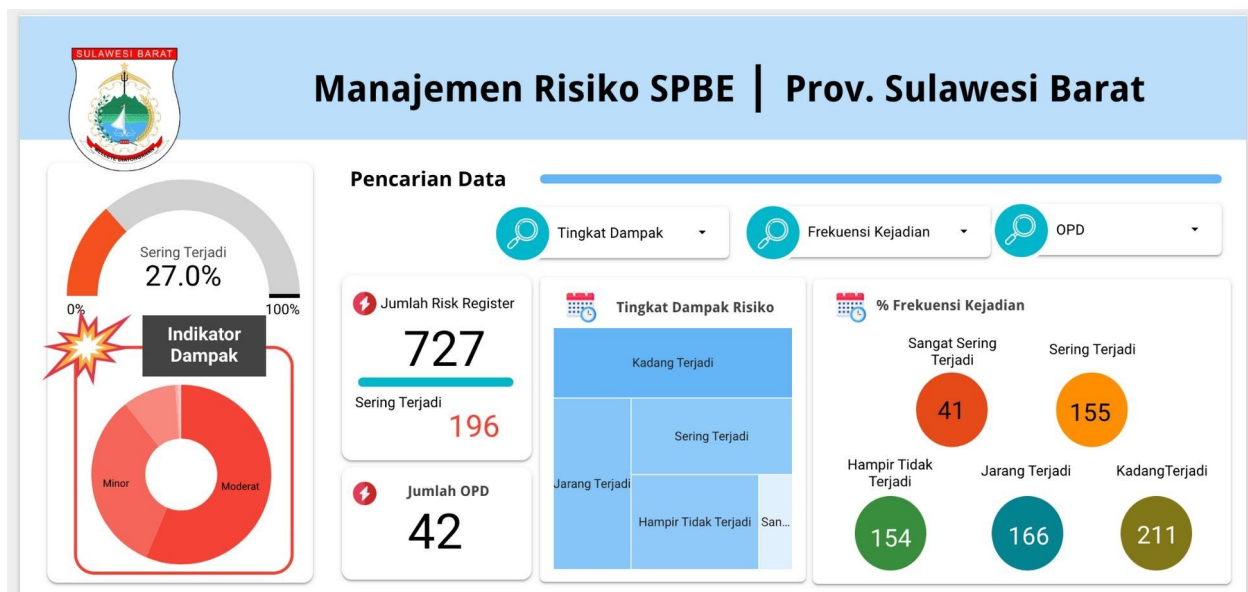 SULAWESI BARAT
Manajemen Risiko SPBE | Prov. Sulawesi Barat
Pencarian Data
Tingkat Dampak
Frekuensi Kejadian
OPD
Sering Terjadi
27.0%
0%
100%
Indikator
Dampak
Minor
Moderat
Jumlah Risk Register
727
Sering Terjadi
196
Jumlah OPD
42
Tingkat Dampak Risiko
Kadang Terjadi
Jarang Terjadi
Sering Terjadi
Hampir Tidak Terjadi
San...
% Frekuensi Kejadian
Sangat Sering
Terjadi
41
Sering Terjadi
155
Hampir Tidak
Terjadi
154
Jarang Terjadi
166
KadangTerjadi
211